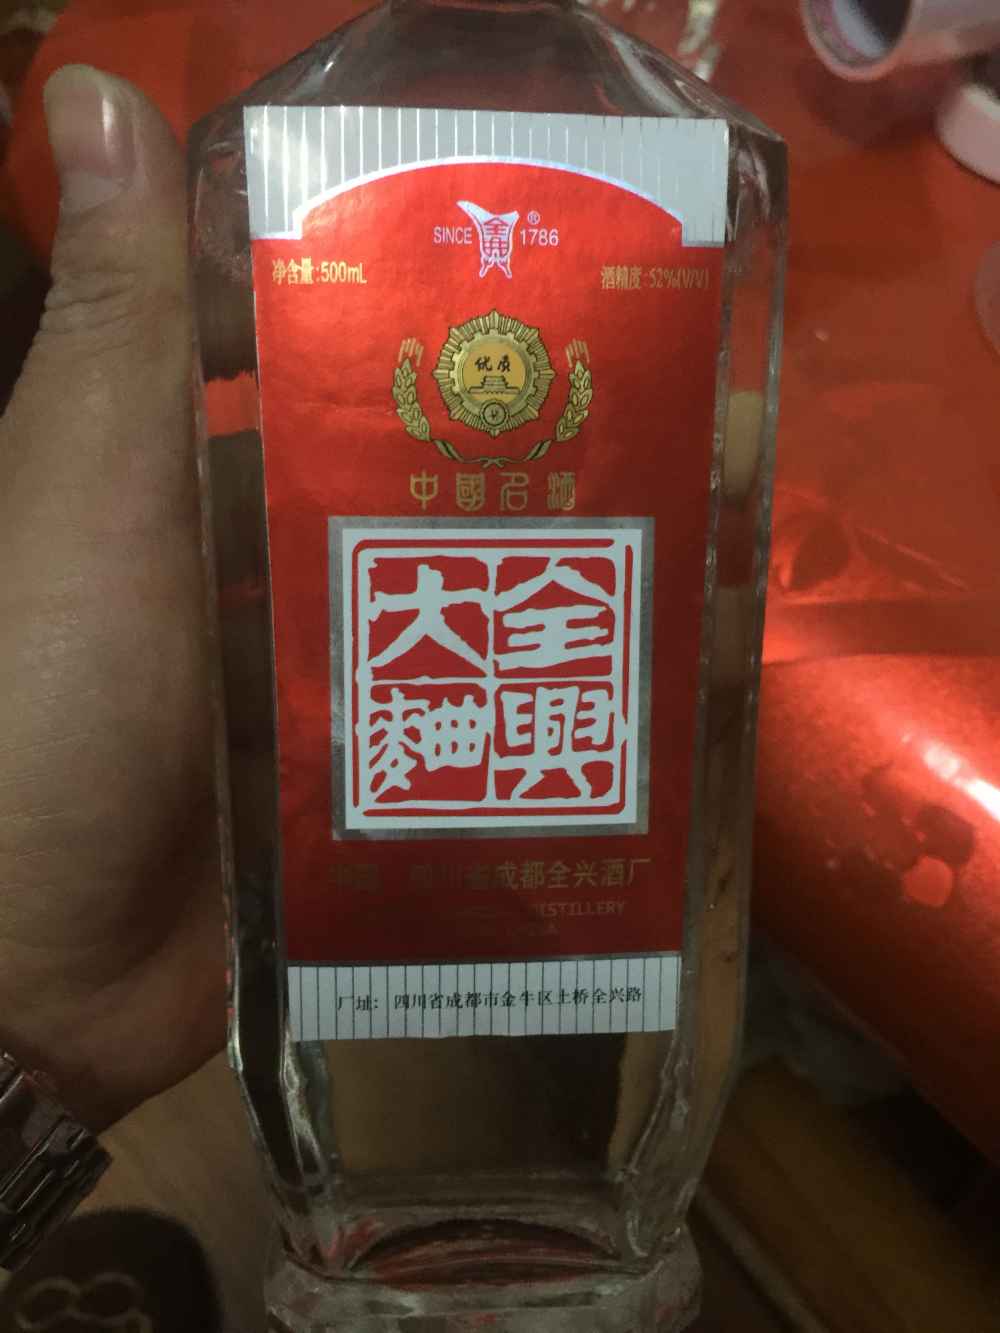 SINCE 全興 ® 1786
净含量:500mL
酒精度:52%(V/V)
优质
中國名酒
全興
大麯
四川省成都全兴酒厂
DISTILLERY
厂址: 四川省成都市金牛区土桥全兴路